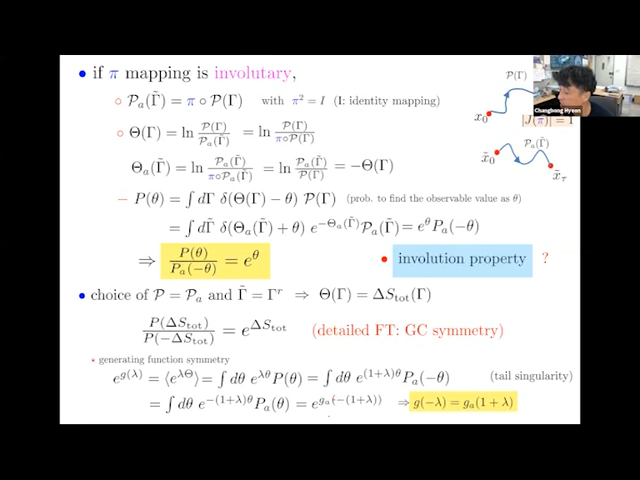 • if π mapping is involutary,
P(Γ)
Changbong Hyeon
∘ P_a(Γ̃) = π ∘ P(Γ) with π² = I (I: identity mapping)
x₀
|J(π)| = 1
∘ Θ(Γ) = ln P(Γ)/P_a(Γ̃) = ln P(Γ)/π∘P(Γ)
P_a(Γ̃)
x̃₀
x̃_τ
Θ_a(Γ̃) = ln P_a(Γ̃)/π∘P_a(Γ̃) = ln P_a(Γ̃)/P(Γ) = −Θ(Γ)
− P(θ) = ∫ dΓ δ(Θ(Γ) − θ) P(Γ) (prob. to find the observable value as θ)
= ∫ dΓ̃ δ(Θ_a(Γ̃) + θ) e^{−Θ_a(Γ̃)} P_a(Γ̃) = e^θ P_a(−θ)
⇒ P(θ)/P_a(−θ) = e^θ
• involution property ?
• choice of P = P_a and Γ̃ = Γ^r ⇒ Θ(Γ) = ΔS_tot(Γ)
P(ΔS_tot)/P(−ΔS_tot) = e^{ΔS_tot} (detailed FT: GC symmetry)
⋆ generating function symmetry
e^{g(λ)} = ⟨e^{λΘ}⟩ = ∫ dθ e^{λθ} P(θ) = ∫ dθ e^{(1+λ)θ} P_a(−θ) (tail singularity)
= ∫ dθ e^{−(1+λ)θ} P_a(θ) = e^{g_a(−(1+λ))} ⇒ g(−λ) = g_a(1 + λ)